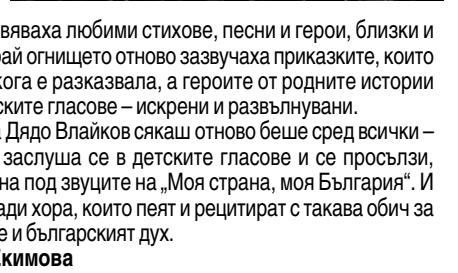 вяваха любими стихове, песни и герои, близки и
ай огнището отново зазвучаха приказките, които
кога е разказвала, а героите от родните истории
ските гласове – искрени и развълнувани.
Дядо Влайков сякаш отново беше сред всички –
заслуша се в детските гласове и се просълзи,
на под звуците на „Моя страна, моя България“. И
ади хора, които пеят и рецитират с такава обич за
е и българският дух.
Екимова